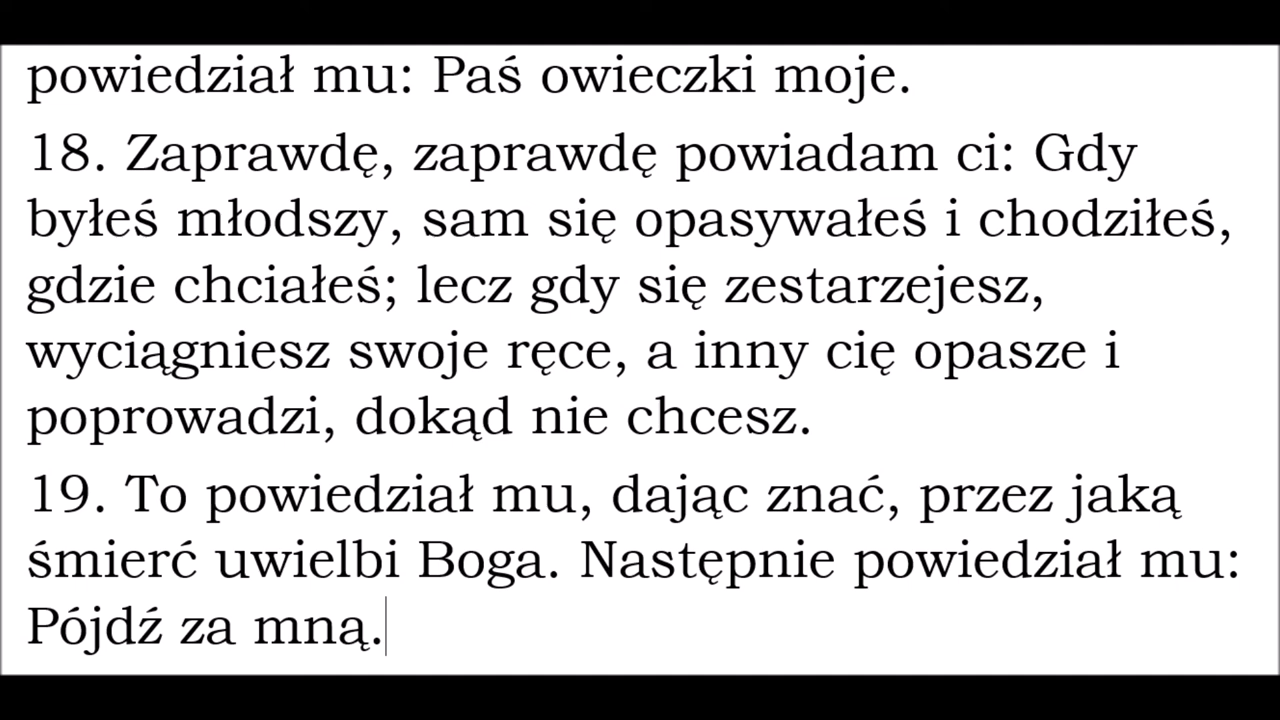 powiedział mu: Paś owieczki moje.
18. Zaprawdę, zaprawdę powiadam ci: Gdy
byłeś młodszy, sam się opasywałeś i chodziłeś,
gdzie chciałeś; lecz gdy się zestarzejesz,
wyciągniesz swoje ręce, a inny cię opasze i
poprowadzi, dokąd nie chcesz.
19. To powiedział mu, dając znać, przez jaką
śmierć uwielbi Boga. Następnie powiedział mu:
Pójdź za mną.